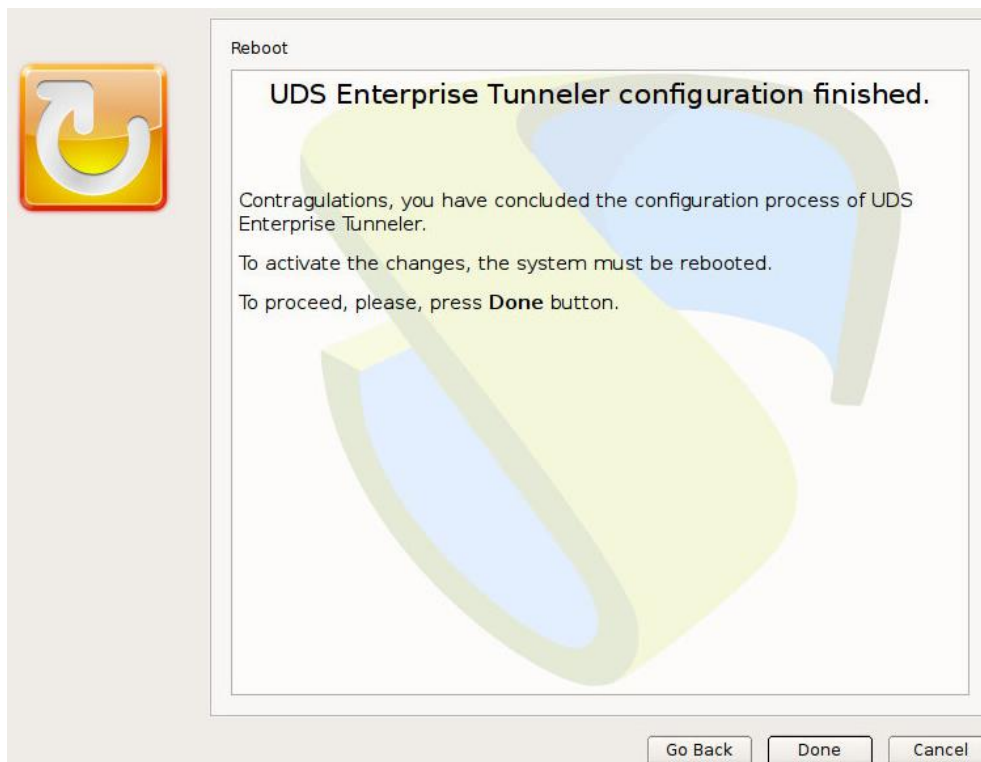 Reboot
UDS Enterprise Tunneler configuration finished.
Contragulations, you have concluded the configuration process of UDS
Enterprise Tunneler.
To activate the changes, the system must be rebooted.
To proceed, please, press Done button.
Go Back Done Cancel